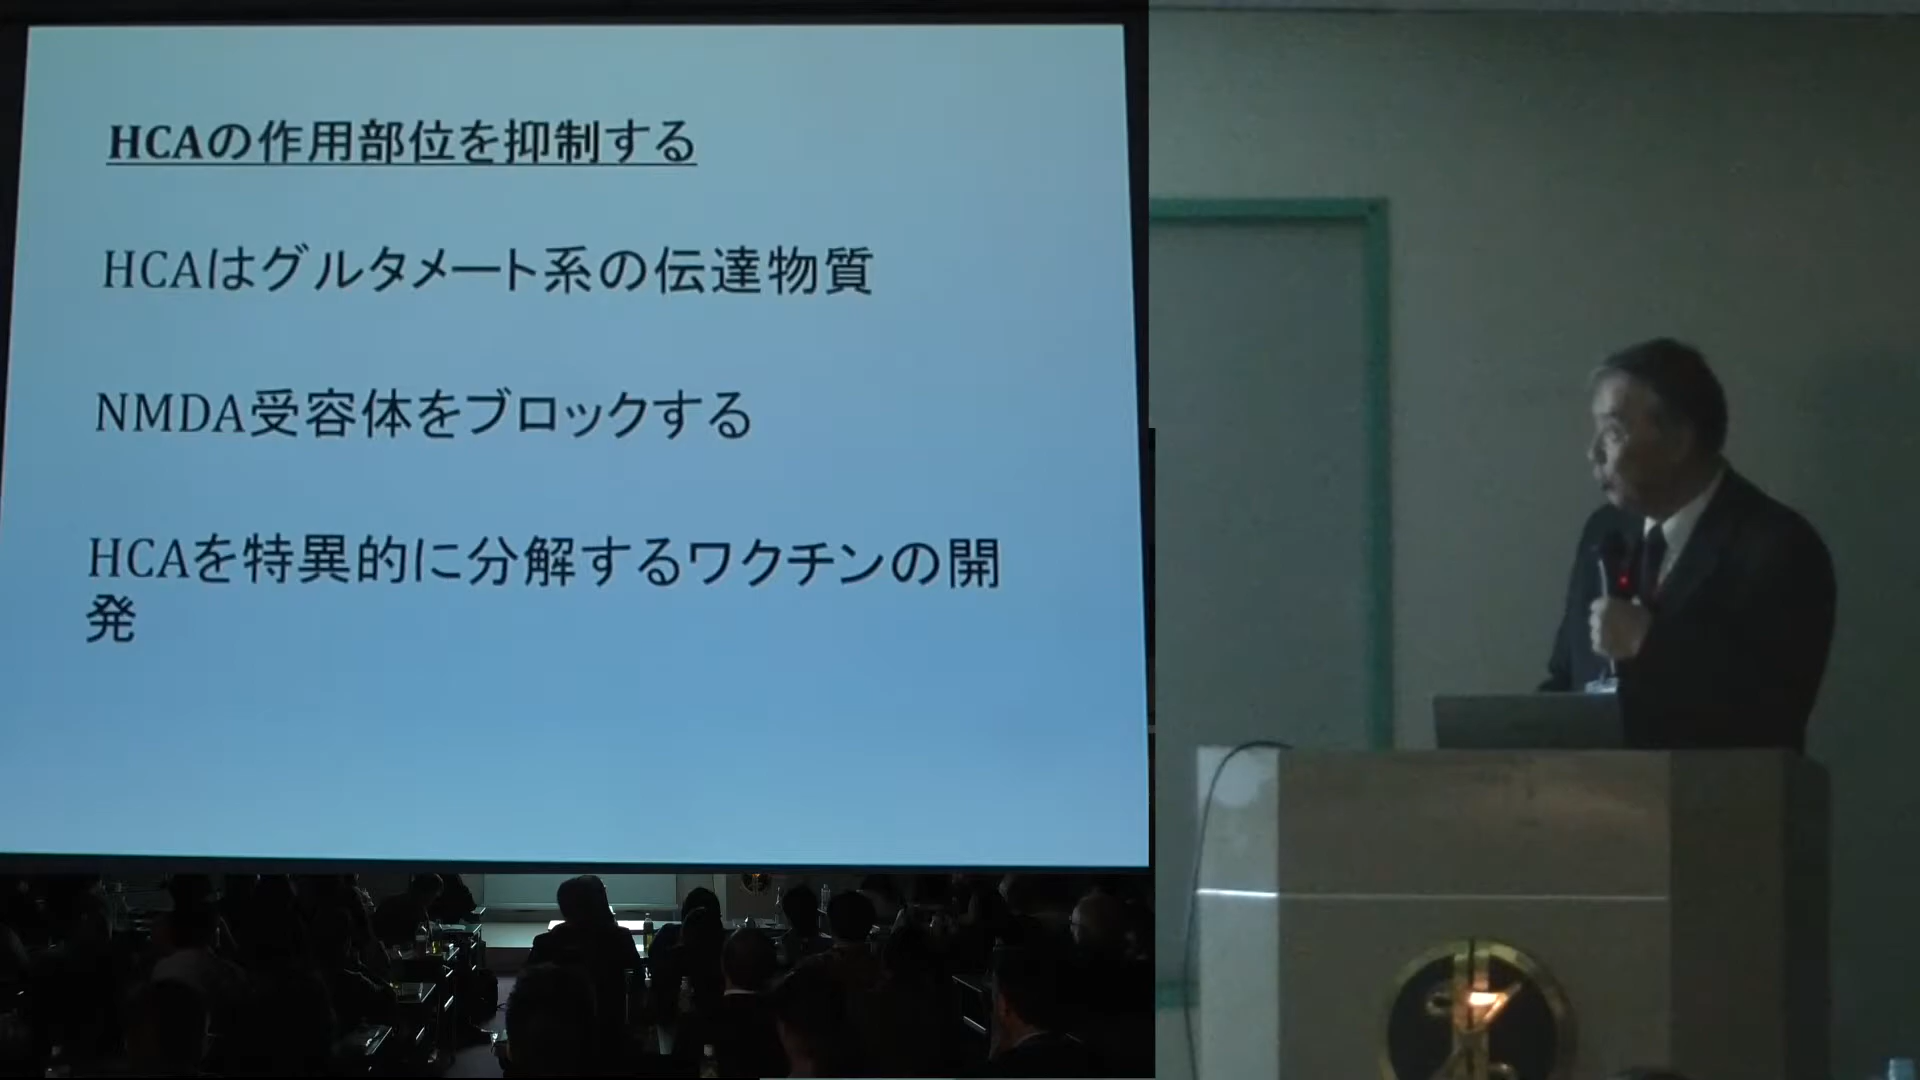 HCAの作用部位を抑制する
HCAはグルタメート系の伝達物質
NMDA受容体をブロックする
HCAを特異的に分解するワクチンの開
発